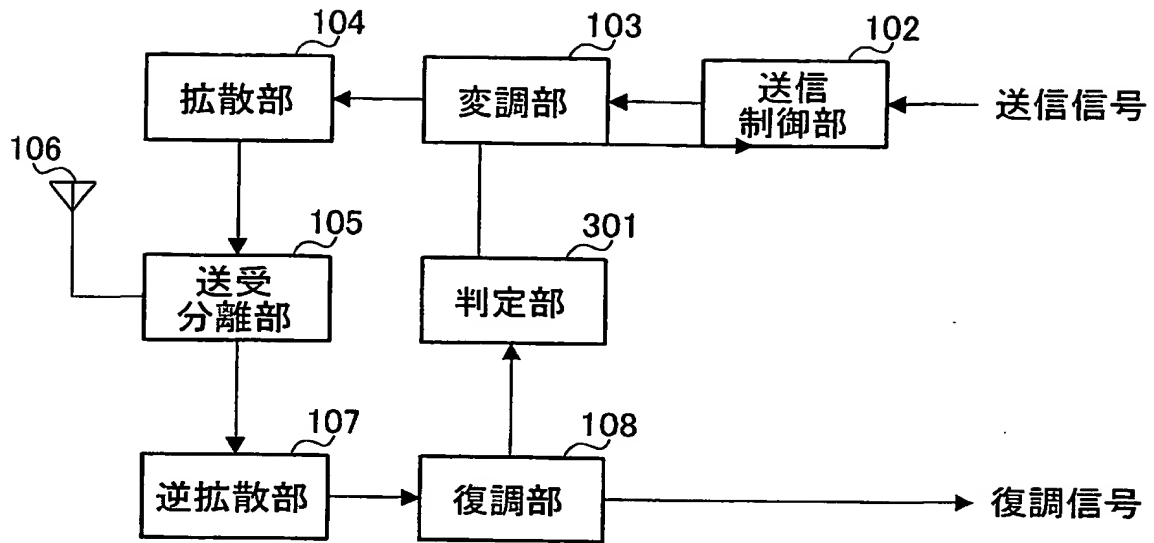 104
103
102
拡散部
変調部
送信
制御部
送信信号
106
105
301
送受
分離部
判定部
107
108
逆拡散部
復調部
復調信号